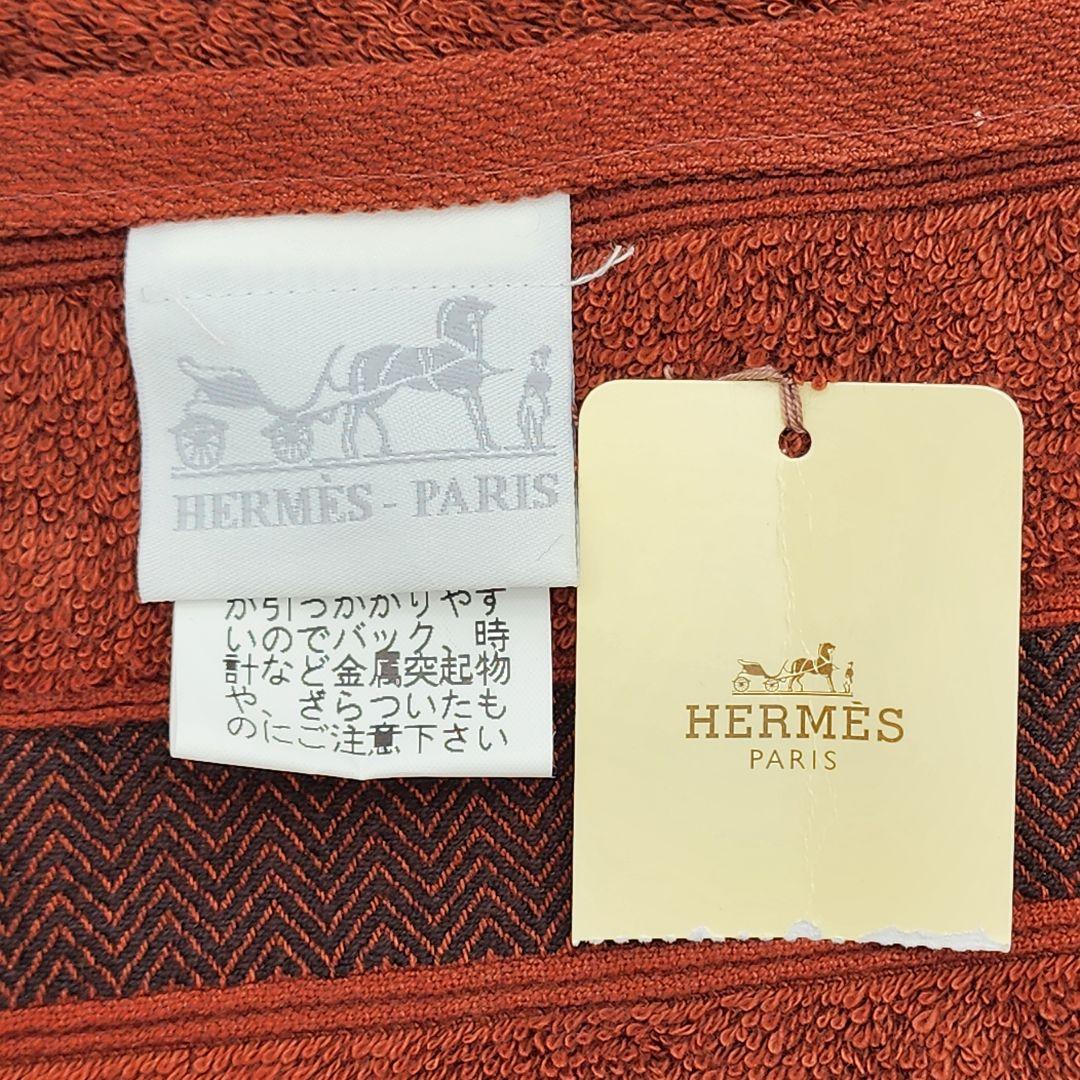 HERMÈS - PARIS
が引っかかりやす
いのでバック、時
計など金属突起物
や、ざらついたも
のにご注意下さい
HERMÈS
PARIS